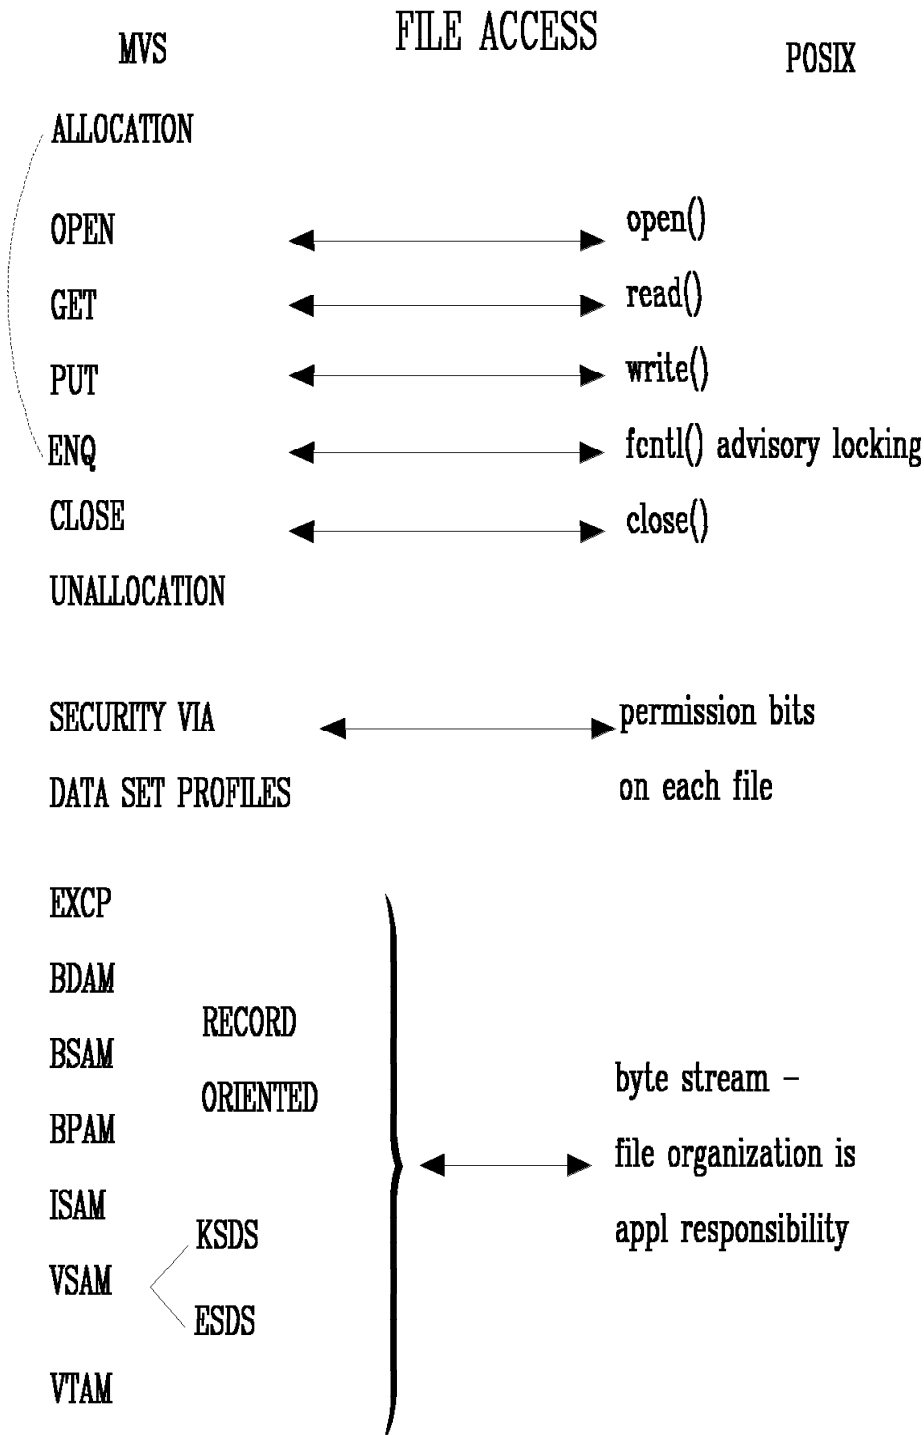 FILE ACCESS
MVS
POSIX
ALLOCATION
OPEN
open()
GET
read()
PUT
write()
ENQ
fcntl() advisory locking
CLOSE
close()
UNALLOCATION
SECURITY VIA
permission bits
DATA SET PROFILES
on each file
EXCP
BDAM
RECORD
BSAM
byte stream –
ORIENTED
BPAM
file organization is
ISAM
appl responsibility
KSDS
VSAM
ESDS
VTAM